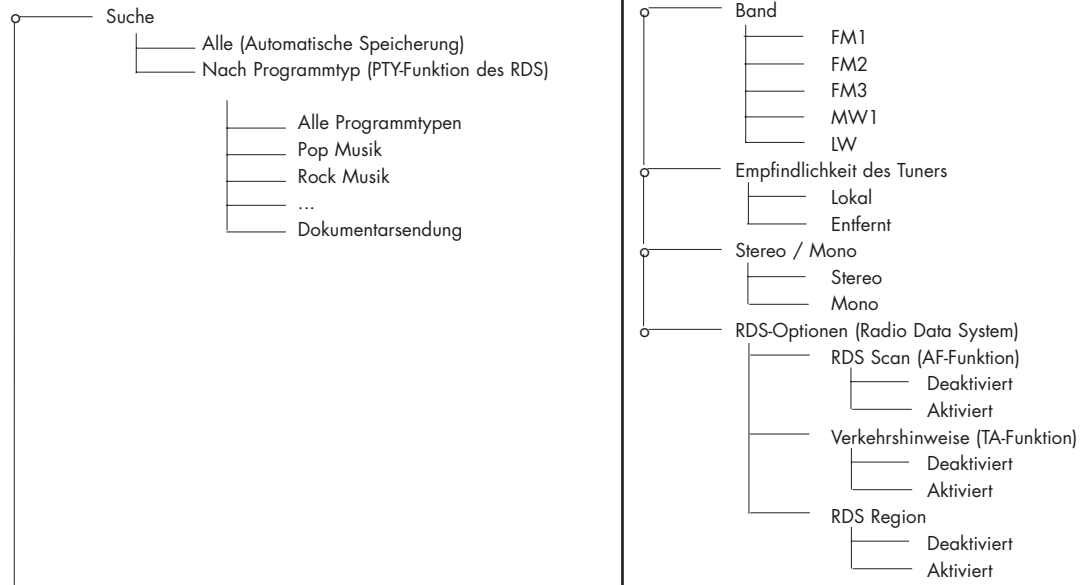 Suche
Alle (Automatische Speicherung)
Nach Programmtyp (PTY-Funktion des RDS)
Alle Programmtypen
Pop Musik
Rock Musik
...
Dokumentarsendung
Band
FM1
FM2
FM3
MW1
LW
Empfindlichkeit des Tuners
Lokal
Entfernt
Stereo / Mono
Stereo
Mono
RDS-Optionen (Radio Data System)
RDS Scan (AF-Funktion)
Deaktiviert
Aktiviert
Verkehrshinweise (TA-Funktion)
Deaktiviert
Aktiviert
RDS Region
Deaktiviert
Aktiviert